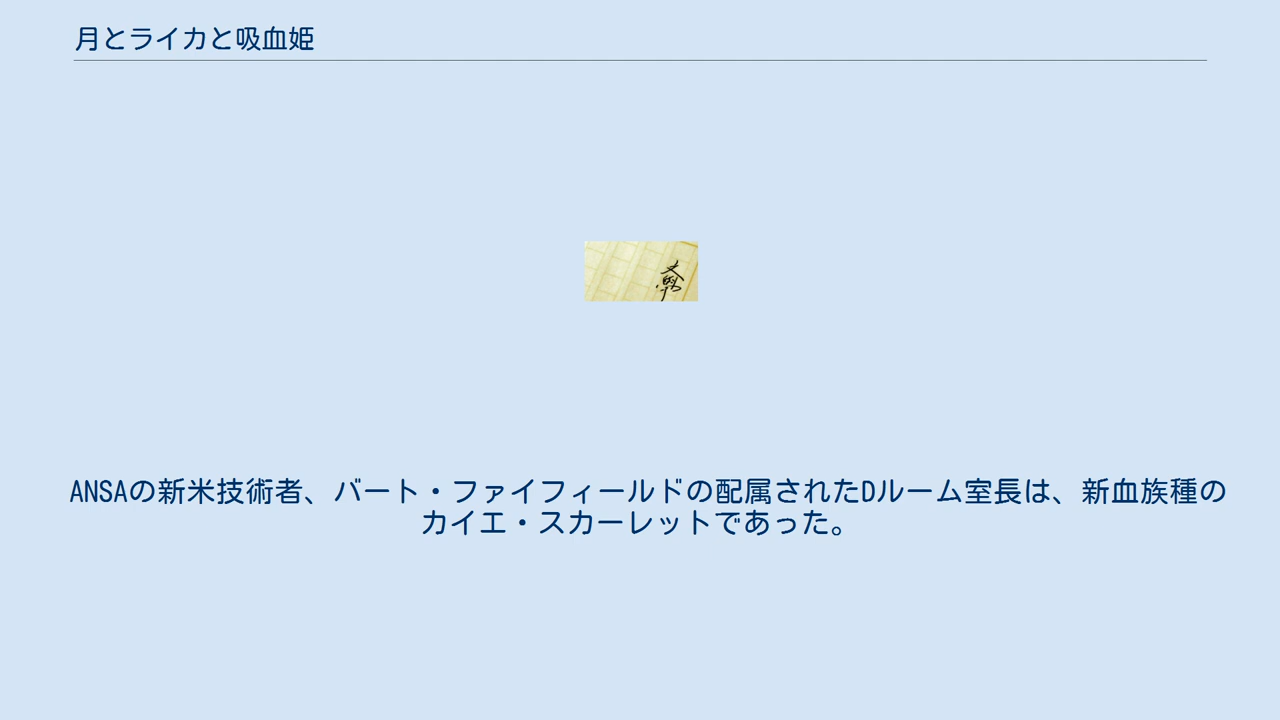 月とライカと吸血姫
ANSAの新米技術者、バート・ファイフィールドの配属されたDルーム室長は、新血族種の
カイエ・スカーレットであった。